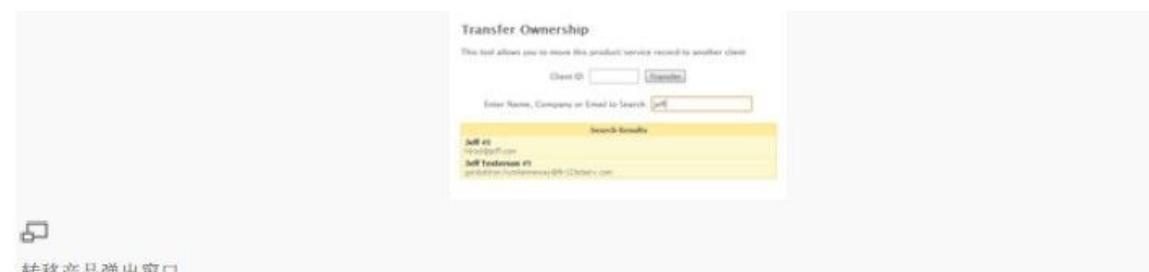 Transfer Ownership
This tool allows you to move this product/service record to another client
Client ID Transfer
Enter Name, Company or Email to Search: jeff
Search Results
Jeff #1
Jeff Testerman #1
转移产品弹出窗口